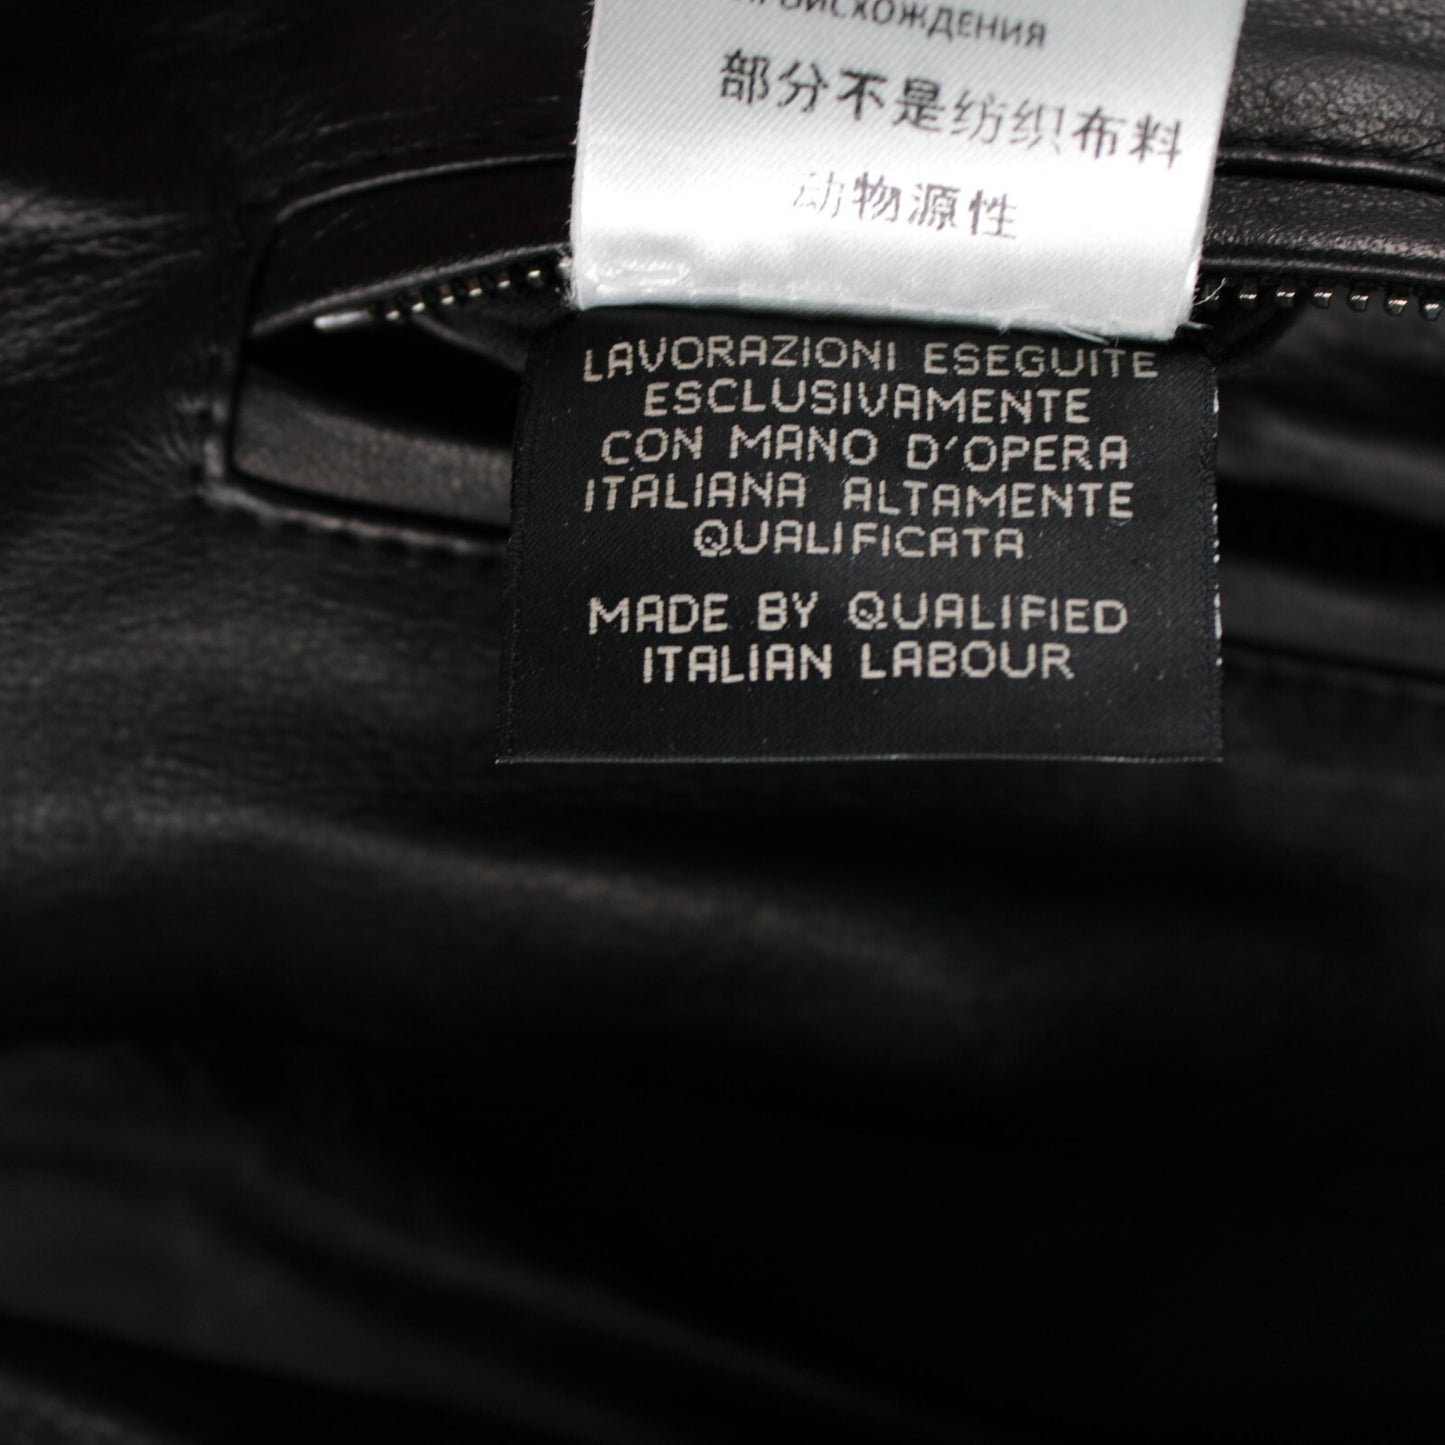 происхождения
部分不是纺织布料
动物源性
LAVORAZIONI ESEGUITE
ESCLUSIVAMENTE
CON MANO D'OPERA
ITALIANA ALTAMENTE
QUALIFICATA
MADE BY QUALIFIED
ITALIAN LABOUR